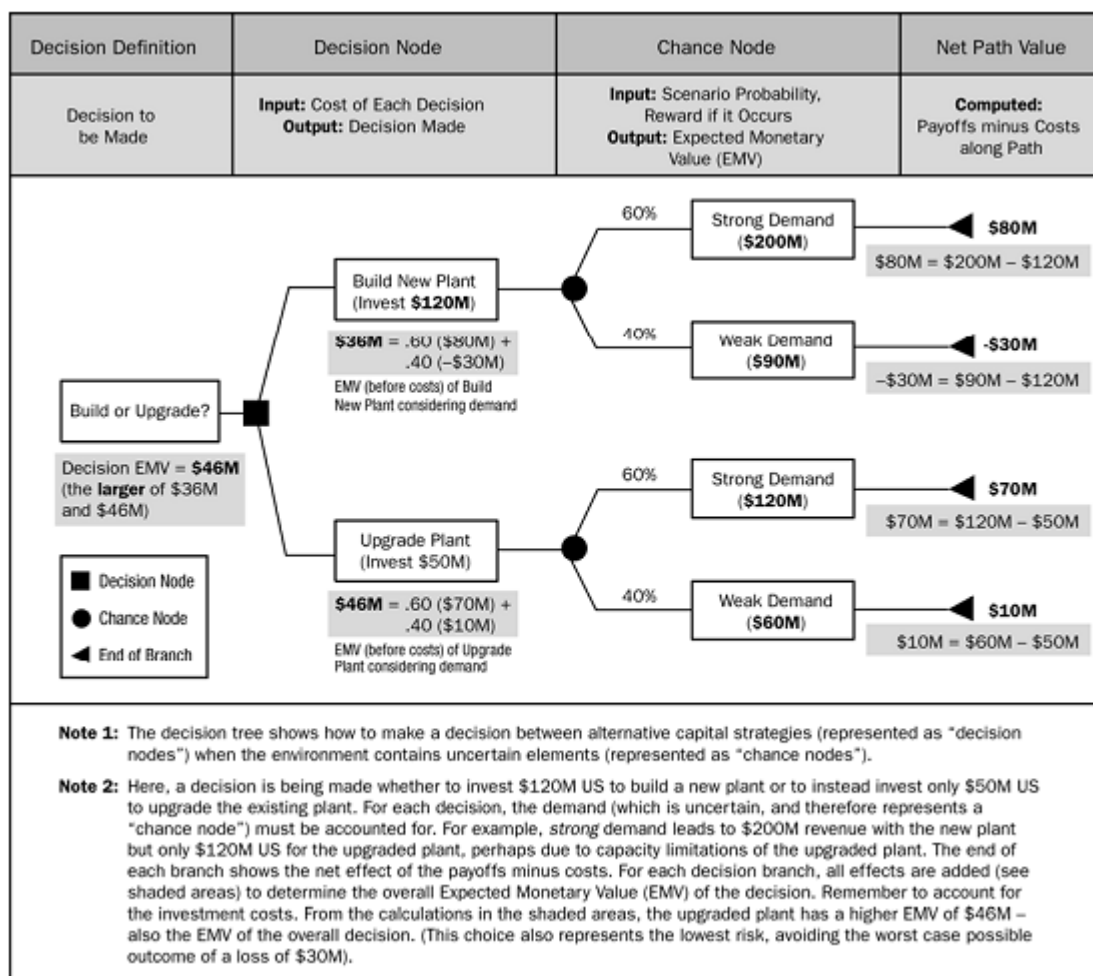 Decision Definition
Decision Node
Chance Node
Net Path Value
Decision to
be Made
Input: Cost of Each Decision
Output: Decision Made
Input: Scenario Probability,
Reward if it Occurs
Output: Expected Monetary
Value (EMV)
Computed:
Payoffs minus Costs
along Path
Build or Upgrade?
Decision EMV = $46M
(the larger of $36M
and $46M)
Build New Plant
(Invest $120M)
$36M = .60 ($80M) +
.40 (–$30M)
EMV (before costs) of Build
New Plant considering demand
60%
Strong Demand
($200M)
$80M
$80M = $200M – $120M
40%
Weak Demand
($90M)
-$30M
–$30M = $90M – $120M
Upgrade Plant
(Invest $50M)
$46M = .60 ($70M) +
.40 ($10M)
EMV (before costs) of Upgrade
Plant considering demand
60%
Strong Demand
($120M)
$70M
$70M = $120M – $50M
40%
Weak Demand
($60M)
$10M
$10M = $60M – $50M
Decision Node
Chance Node
End of Branch
Note 1: The decision tree shows how to make a decision between alternative capital strategies (represented as “decision
nodes”) when the environment contains uncertain elements (represented as “chance nodes”).
Note 2: Here, a decision is being made whether to invest $120M US to build a new plant or to instead invest only $50M US
to upgrade the existing plant. For each decision, the demand (which is uncertain, and therefore represents a
“chance node”) must be accounted for. For example, strong demand leads to $200M revenue with the new plant
but only $120M US for the upgraded plant, perhaps due to capacity limitations of the upgraded plant. The end of
each branch shows the net effect of the payoffs minus costs. For each decision branch, all effects are added (see
shaded areas) to determine the overall Expected Monetary Value (EMV) of the decision. Remember to account for
the investment costs. From the calculations in the shaded areas, the upgraded plant has a higher EMV of $46M –
also the EMV of the overall decision. (This choice also represents the lowest risk, avoiding the worst case possible
outcome of a loss of $30M).